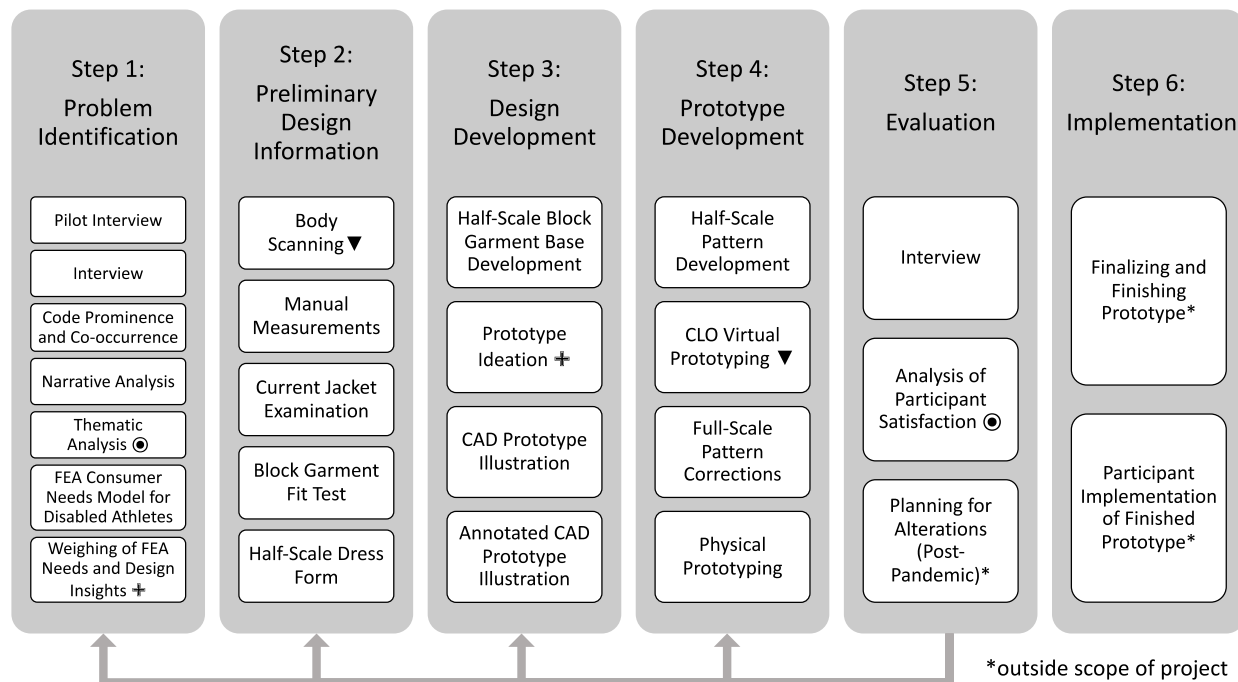 Step 1:
Problem
Identification
Pilot Interview
Interview
Code Prominence
and Co-occurrence
Narrative Analysis
Thematic
Analysis ◉
FEA Consumer
Needs Model for
Disabled Athletes
Weighing of FEA
Needs and Design
Insights ✙
Step 2:
Preliminary
Design
Information
Body
Scanning ▼
Manual
Measurements
Current Jacket
Examination
Block Garment
Fit Test
Half-Scale Dress
Form
Step 3:
Design
Development
Half-Scale Block
Garment Base
Development
Prototype
Ideation ✙
CAD Prototype
Illustration
Annotated CAD
Prototype
Illustration
Step 4:
Prototype
Development
Half-Scale
Pattern
Development
CLO Virtual
Prototyping ▼
Full-Scale
Pattern
Corrections
Physical
Prototyping
Step 5:
Evaluation
Interview
Analysis of
Participant
Satisfaction ◉
Planning for
Alterations
(Post-
Pandemic)*
Step 6:
Implementation
Finalizing and
Finishing
Prototype*
Participant
Implementation
of Finished
Prototype*
*outside scope of project